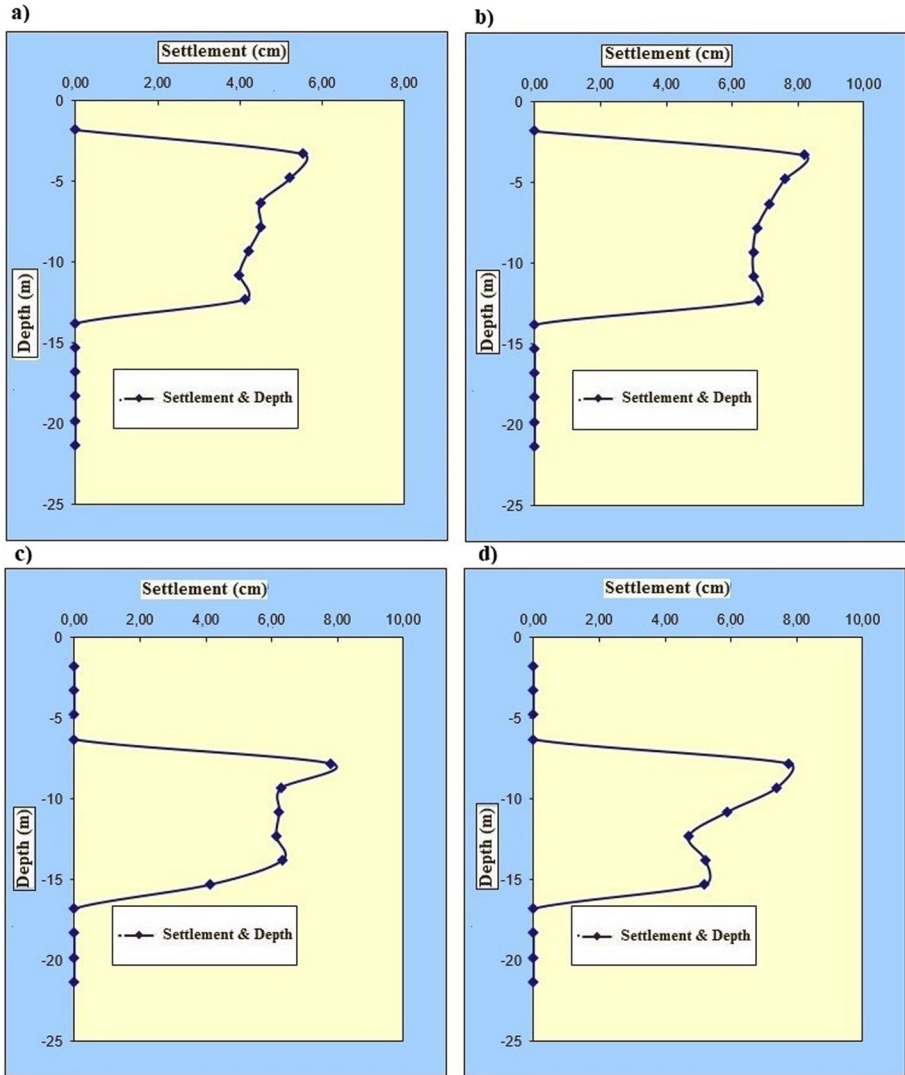 a)
Settlement (cm)
0,00 2,00 4,00 6,00 8,00
0
-5
-10
-15
-20
-25
Depth (m)
Settlement & Depth
b)
Settlement (cm)
0,00 2,00 4,00 6,00 8,00 10,00
0
-5
-10
-15
-20
-25
Depth (m)
Settlement & Depth
c)
Settlement (cm)
0,00 2,00 4,00 6,00 8,00 10,00
0
-5
-10
-15
-20
-25
Depth (m)
Settlement & Depth
d)
Settlement (cm)
0,00 2,00 4,00 6,00 8,00 10,00
0
-5
-10
-15
-20
-25
Depth (m)
Settlement & Depth